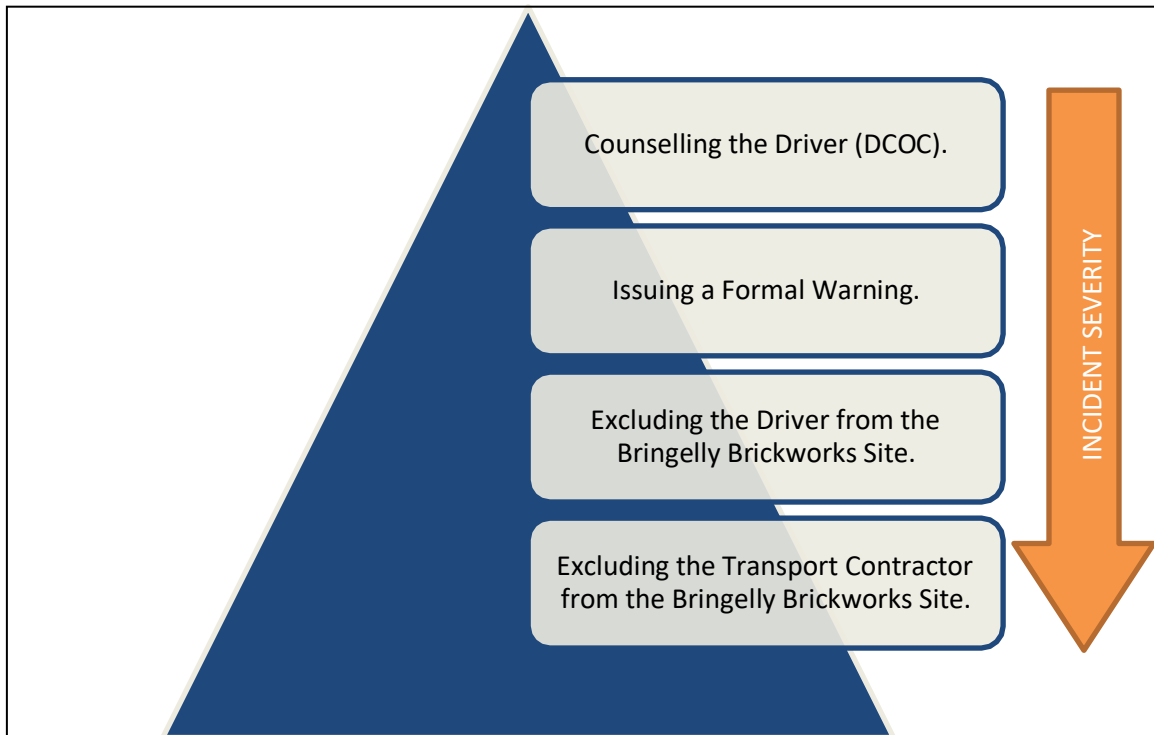 Counselling the Driver (DCOC).
Issuing a Formal Warning.
Excluding the Driver from the
Bringelly Brickworks Site.
Excluding the Transport Contractor
from the Bringelly Brickworks Site.
INCIDENT SEVERITY